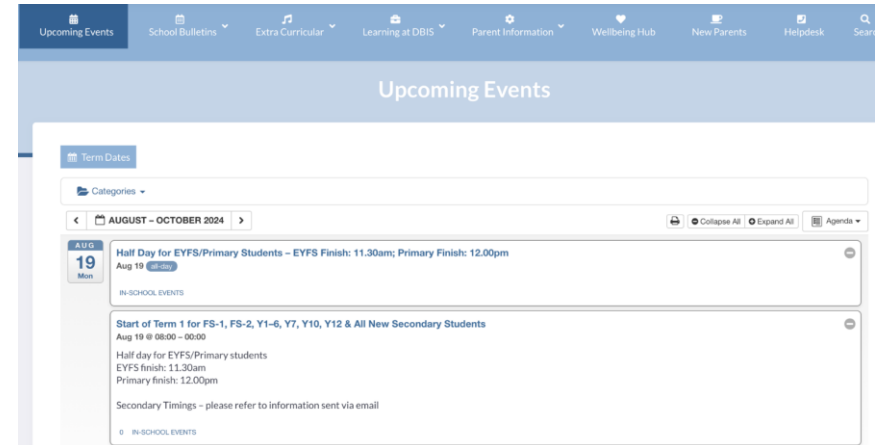 Upcoming Events School Bulletins Extra Curricular Learning at DBIS Parent Information Wellbeing Hub New Parents Helpdesk
Upcoming Events
Term Dates
Categories
AUGUST – OCTOBER 2024 Collapse All Expand All Agenda
AUG
19
Mon
Half Day for EYFS/Primary Students – EYFS Finish: 11.30am; Primary Finish: 12.00pm
Aug 19 all-day
IN-SCHOOL EVENTS
Start of Term 1 for FS-1, FS-2, Y1–6, Y7, Y10, Y12 & All New Secondary Students
Aug 19 @ 08:00 – 00:00
Half day for EYFS/Primary students
EYFS finish: 11.30am
Primary finish: 12.00pm
Secondary Timings – please refer to information sent via email
0 IN-SCHOOL EVENTS